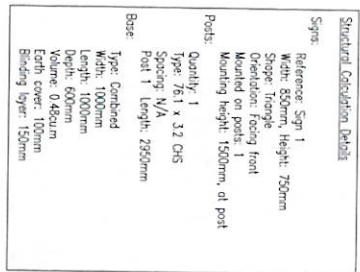 Structural Calculation Details
Signs:
Reference: Sign 1
Width: 850mm, Height: 750mm
Shape: Triangle
Orientation: Facing front
Mounted on posts: 1
Mounting height: 1500mm, at post
Posts:
Quantity: 1
Type: 76.1 x 3.2 CHS
Spacing: N/A
Post 1 Length: 2950mm
Base:
Type: Combined
Width: 1000mm
Length: 1000mm
Depth: 600mm
Volume: 0.48cu.m
Earth cover: 100mm
Blinding layer: 150mm